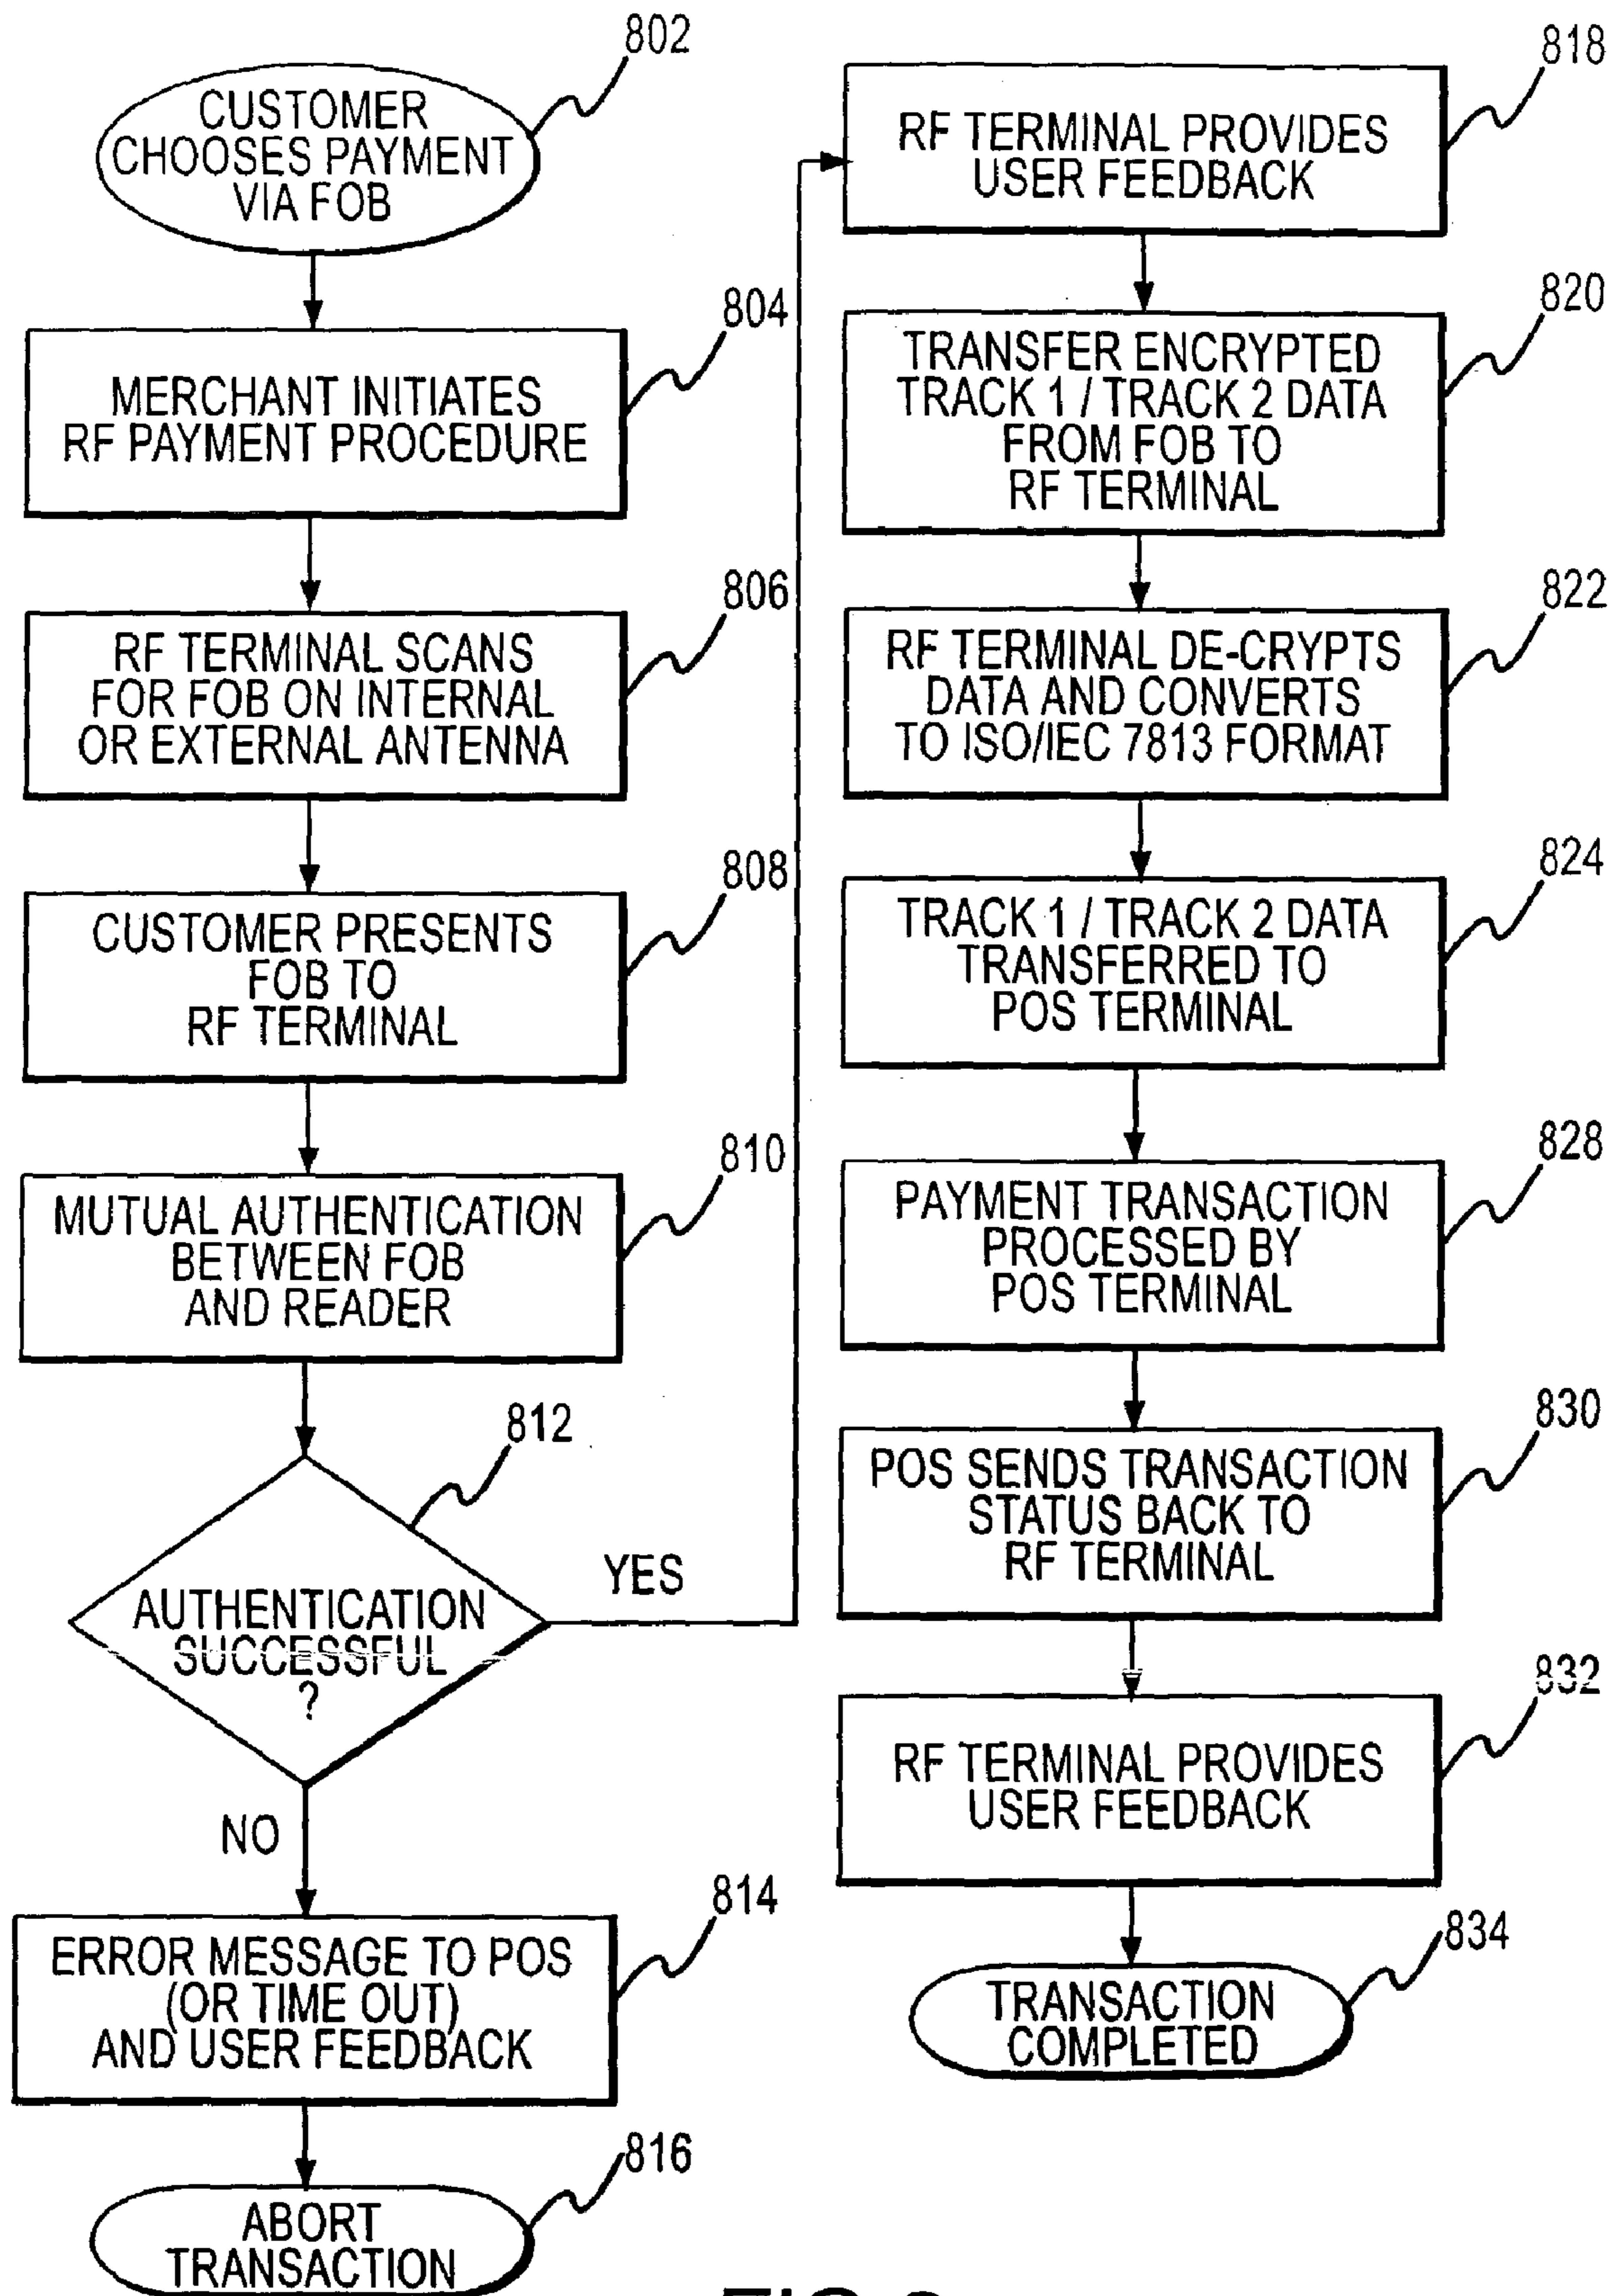 802
CUSTOMER
CHOOSES PAYMENT
VIA FOB
804
MERCHANT INITIATES
RF PAYMENT PROCEDURE
806
RF TERMINAL SCANS
FOR FOB ON INTERNAL
OR EXTERNAL ANTENNA
808
CUSTOMER PRESENTS
FOB TO
RF TERMINAL
810
MUTUAL AUTHENTICATION
BETWEEN FOB
AND READER
812
AUTHENTICATION
SUCCESSFUL
?
YES
NO
814
ERROR MESSAGE TO POS
(OR TIME OUT)
AND USER FEEDBACK
816
ABORT
TRANSACTION
818
RF TERMINAL PROVIDES
USER FEEDBACK
820
TRANSFER ENCRYPTED
TRACK 1 / TRACK 2 DATA
FROM FOB TO
RF TERMINAL
822
RF TERMINAL DE-CRYPTS
DATA AND CONVERTS
TO ISO/IEC 7813 FORMAT
824
TRACK 1 / TRACK 2 DATA
TRANSFERRED TO
POS TERMINAL
828
PAYMENT TRANSACTION
PROCESSED BY
POS TERMINAL
830
POS SENDS TRANSACTION
STATUS BACK TO
RF TERMINAL
832
RF TERMINAL PROVIDES
USER FEEDBACK
834
TRANSACTION
COMPLETED